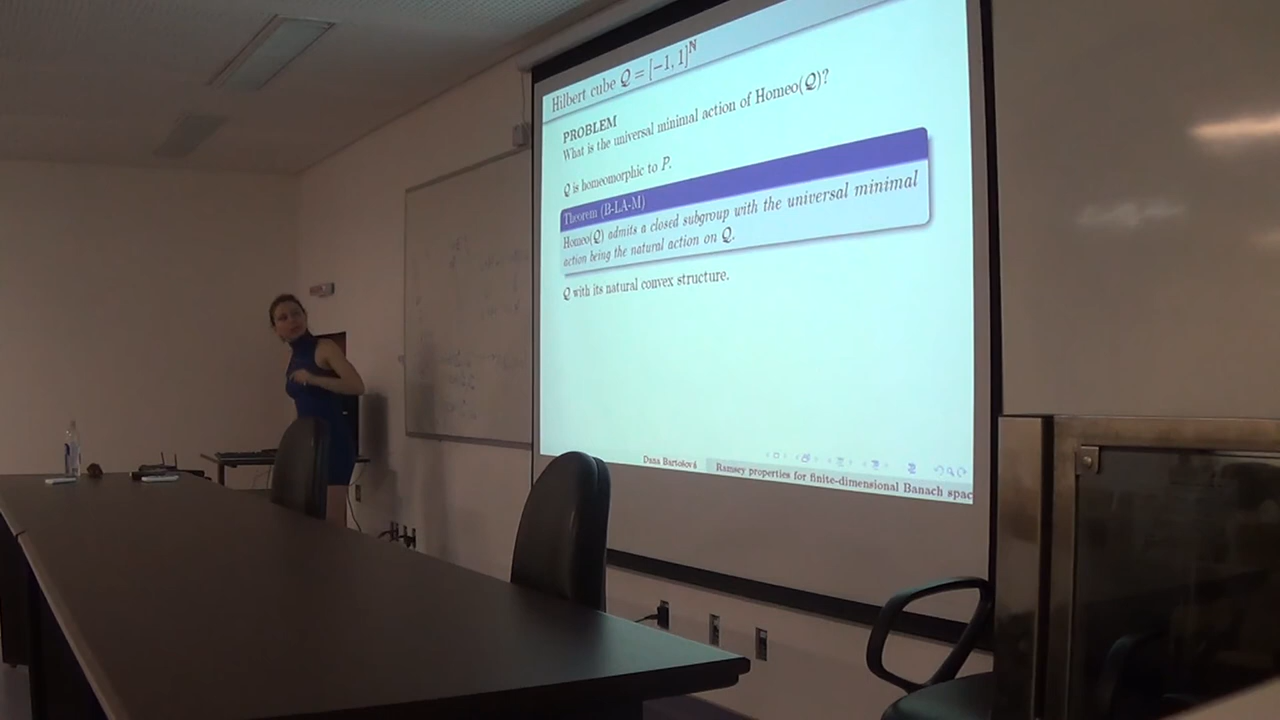 Hilbert cube Q = [−1, 1]^ℕ
PROBLEM
What is the universal minimal action of Homeo(Q)?
Q is homeomorphic to P.
Theorem (B-LA-M)
Homeo(Q) admits a closed subgroup with the universal minimal
action being the natural action on Q.
Q with its natural convex structure.
Dana Bartošová
Ramsey properties for finite-dimensional Banach spac